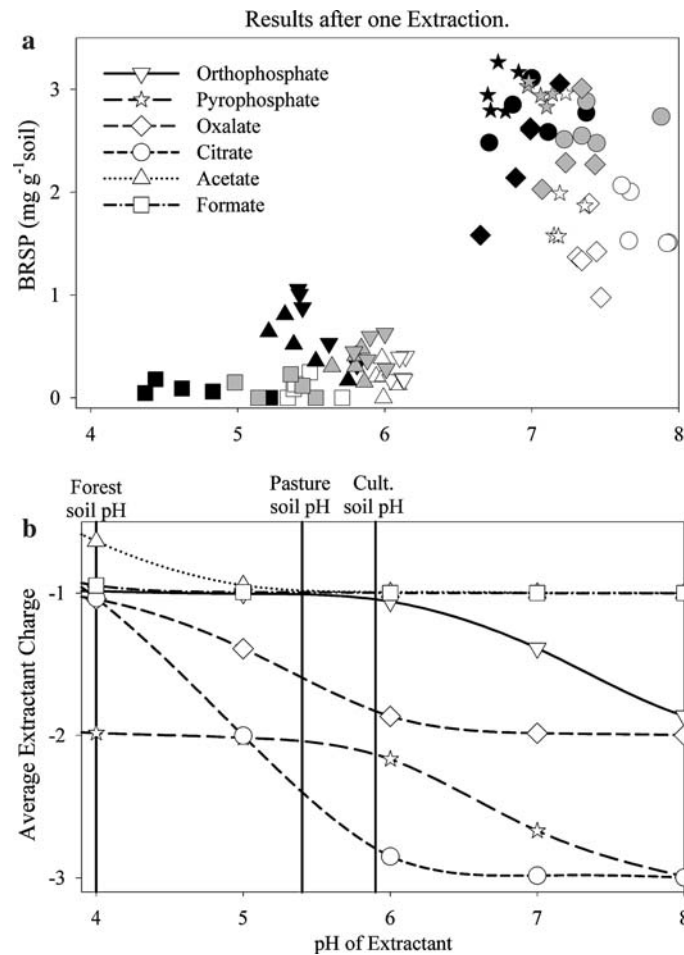 Results after one Extraction.
a
BRSP (mg g⁻¹ soil)
3
2
1
0
Orthophosphate
Pyrophosphate
Oxalate
Citrate
Acetate
Formate
4 5 6 7 8
Forest
soil pH
Pasture
soil pH
Cult.
soil pH
b
Average Extractant Charge
-1
-2
-3
4 5 6 7 8
pH of Extractant